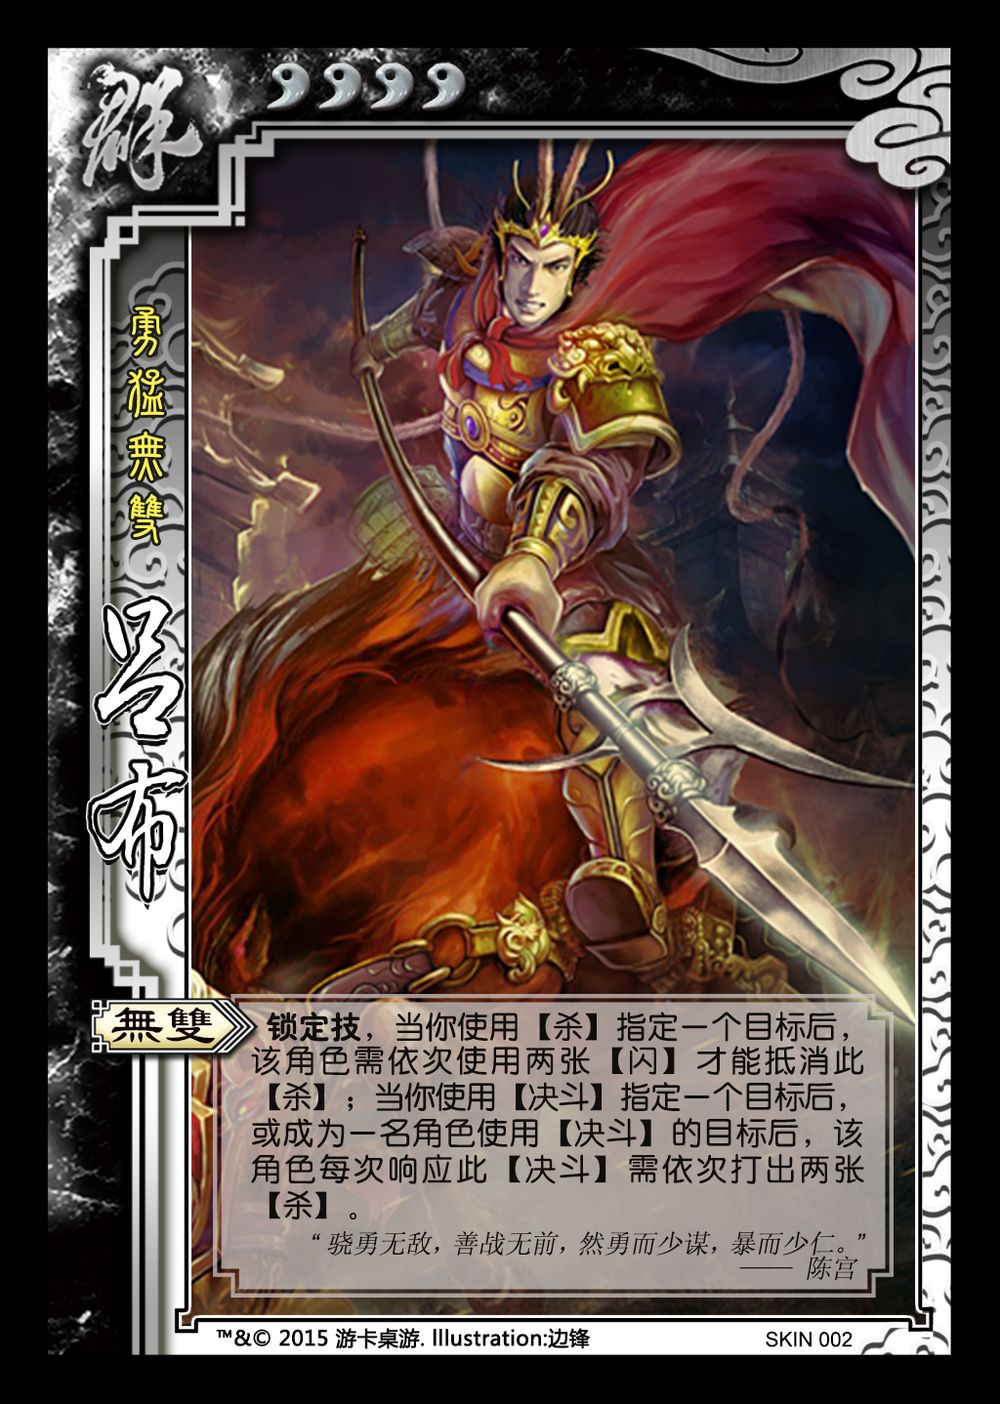 群
勇猛無雙
呂布
無雙
锁定技，当你使用【杀】指定一个目标后，
该角色需依次使用两张【闪】才能抵消此
【杀】；当你使用【决斗】指定一个目标后，
或成为一名角色使用【决斗】的目标后，该
角色每次响应此【决斗】需依次打出两张
【杀】。
“骁勇无敌，善战无前，然勇而少谋，暴而少仁。”
—— 陈宫
™&© 2015 游卡桌游. Illustration:边锋
SKIN 002